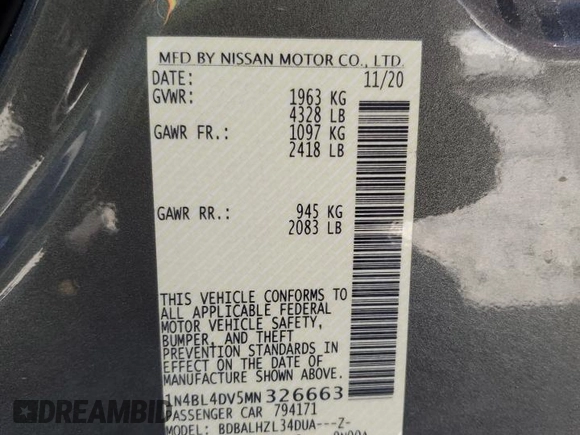 MFD BY NISSAN MOTOR CO., LTD.
DATE: 11/20
GVWR: 1963 KG
4328 LB
GAWR FR.: 1097 KG
2418 LB
GAWR RR.: 945 KG
2083 LB
THIS VEHICLE CONFORMS TO
ALL APPLICABLE FEDERAL
MOTOR VEHICLE SAFETY,
BUMPER, AND THEFT
PREVENTION STANDARDS IN
EFFECT ON THE DATE OF
MANUFACTURE SHOWN ABOVE.
1N4BL4DV5MN326663
PASSENGER CAR 794171
MODEL: BDBALHZL34DUA---Z-
DREAMBID